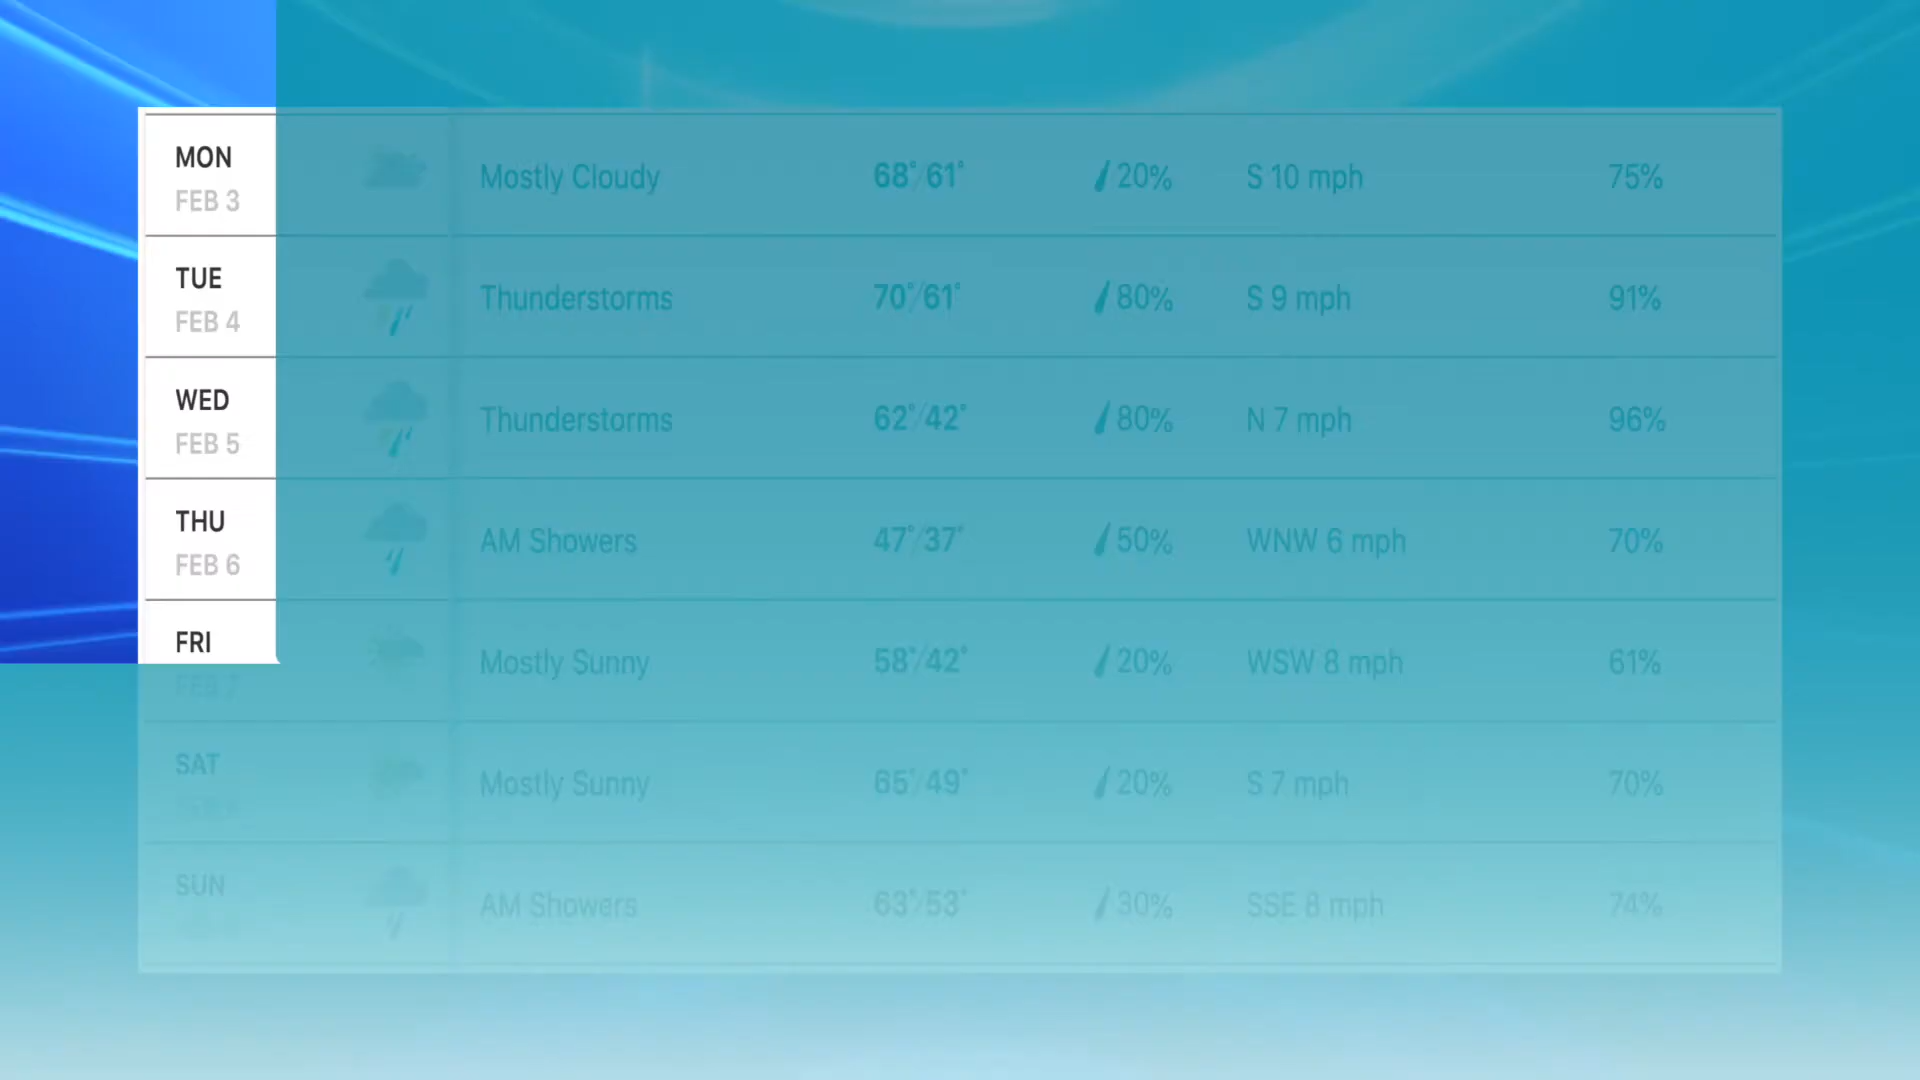 MON
FEB 3
Mostly Cloudy 68°/61° 20% S 10 mph 75%
TUE
FEB 4
Thunderstorms 70°/61° 80% S 9 mph 91%
WED
FEB 5
Thunderstorms 62°/42° 80% N 7 mph 96%
THU
FEB 6
AM Showers 47°/37° 50% WNW 6 mph 70%
FRI
FEB 7
Mostly Sunny 58°/42° 20% WSW 8 mph 61%
SAT
Mostly Sunny 65°/49° 20% S 7 mph 70%
SUN
AM Showers 63°/53° 30% SSE 8 mph 74%